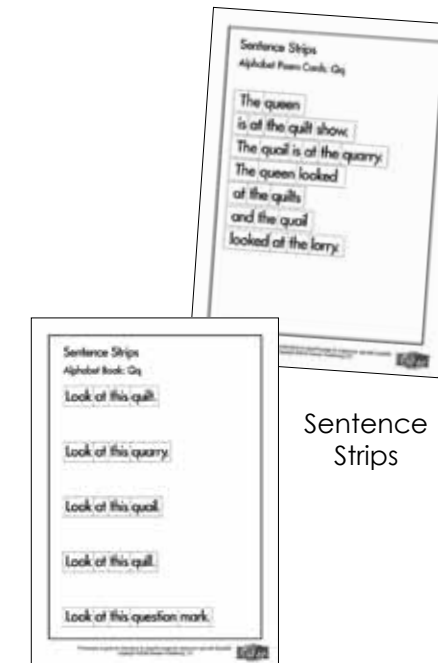 Sentence Strips
Alphabet Poem Cards: Qq
The queen
is at the quilt show.
The quail is at the quarry.
The queen looked
at the quilts
and the quail
looked at the lorry.
Sentence Strips
Alphabet Book: Qq
Look at this quilt.
Look at this quarry.
Look at this quail.
Look at this quill.
Look at this question mark.
Sentence
Strips